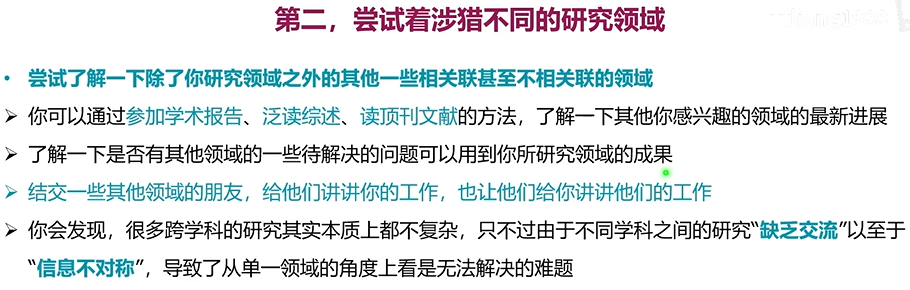 第二，尝试着涉猎不同的研究领域
• 尝试了解一下除了你研究领域之外的其他一些相关联甚至不相关联的领域
➢ 你可以通过参加学术报告、泛读综述、读顶刊文献的方法，了解一下其他你感兴趣的领域的最新进展
➢ 了解一下是否有其他领域的一些待解决的问题可以用到你所研究领域的成果
➢ 结交一些其他领域的朋友，给他们讲讲你的工作，也让他们给你讲讲他们的工作
➢ 你会发现，很多跨学科的研究其实本质上都不复杂，只不过由于不同学科之间的研究“缺乏交流”以至于
“信息不对称”，导致了从单一领域的角度上看是无法解决的难题